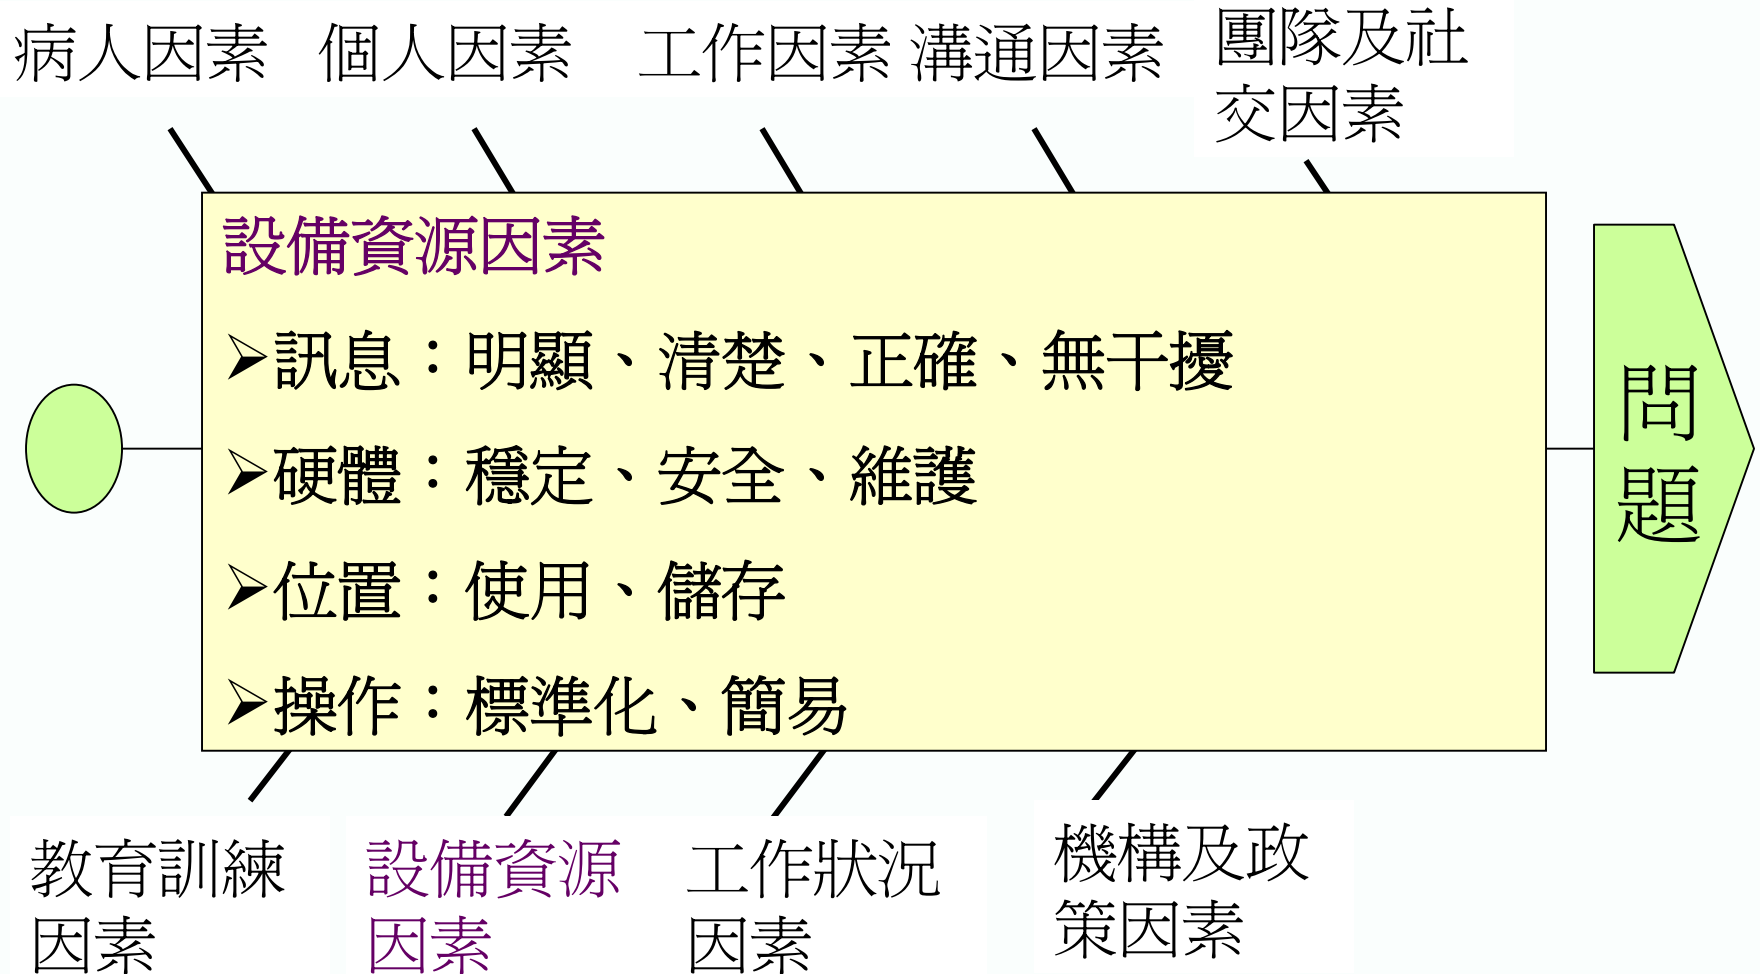 病人因素
個人因素
工作因素
溝通因素
團隊及社
交因素
設備資源因素
➢訊息：明顯、清楚、正確、無干擾
➢硬體：穩定、安全、維護
➢位置：使用、儲存
➢操作：標準化、簡易
問
題
教育訓練
因素
設備資源
因素
工作狀況
因素
機構及政
策因素